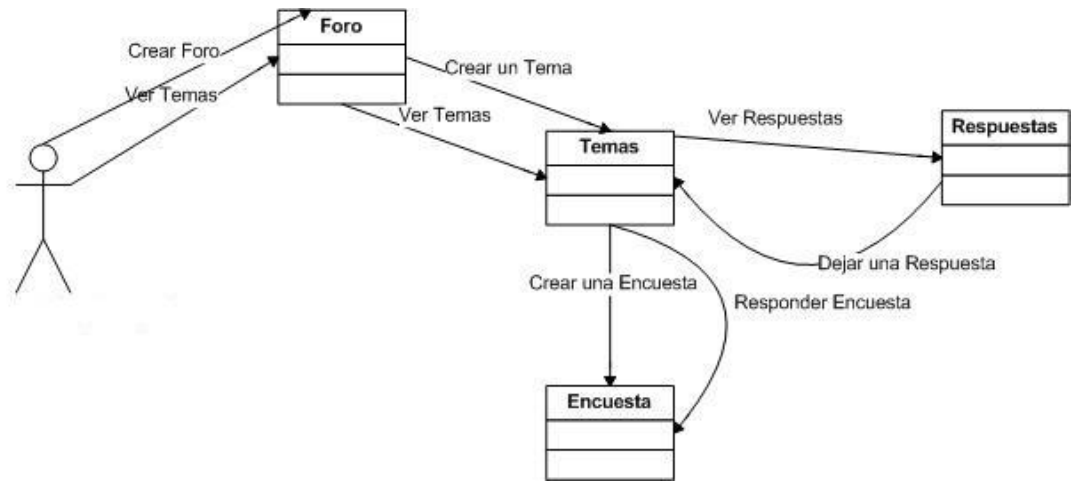 Foro
Crear Foro
Crear un Tema
Ver Temas
Ver Temas
Ver Respuestas
Respuestas
Temas
Dejar una Respuesta
Crear una Encuesta
Responder Encuesta
Encuesta